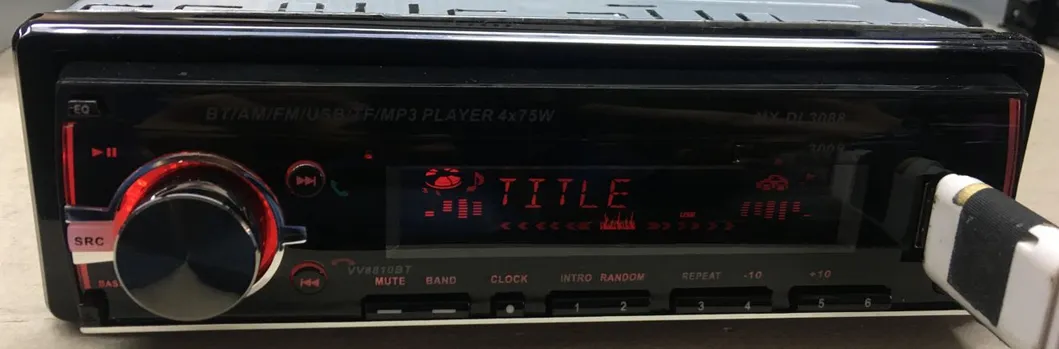 EQ
BT/AM/FM/USB/TF/MP3 PLAYER 4x75W
TITLE
SRC
BAS
VV8810BT
MUTE BAND CLOCK INTRO RANDOM REPEAT -10 +10
1 2 3 4 5 6